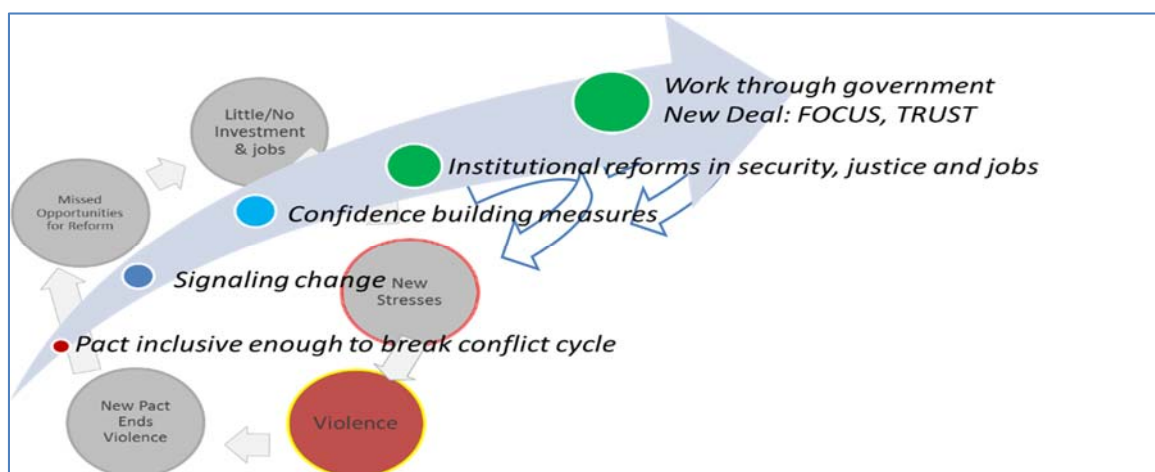 Work through government
New Deal: FOCUS, TRUST
Little/No
Investment
& jobs
Institutional reforms in security, justice and jobs
Missed
Opportunities
for Reform
Confidence building measures
Signaling change
New
Stresses
Pact inclusive enough to break conflict cycle
New Pact
Ends
Violence
Violence